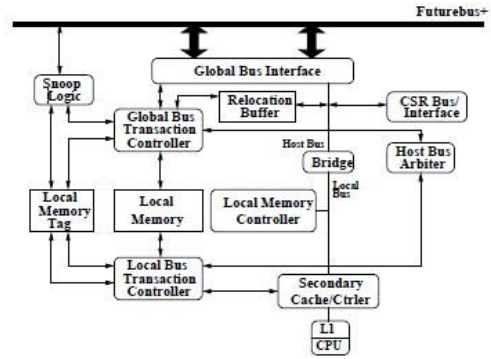 Futurebus+
Global Bus Interface
Snoop
Logic
Relocation
Buffer
CSR Bus/
Interface
Global Bus
Transaction
Controller
Host Bus
Bridge
Host Bus
Arbiter
Local
Bus
Local
Memory
Tag
Local
Memory
Local Memory
Controller
Local Bus
Transaction
Controller
Secondary
Cache/Ctrler
L1
CPU